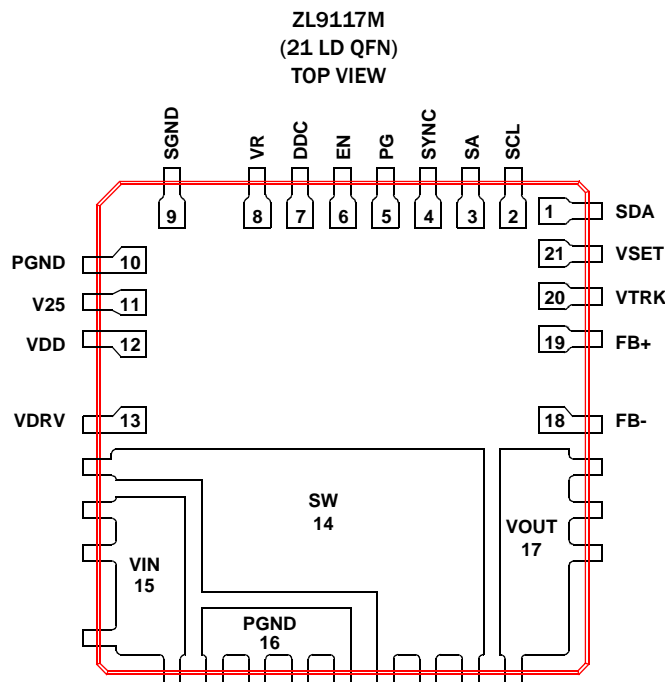 ZL9117M
(21 LD QFN)
TOP VIEW
SGND
VR
DDC
EN
PG
SYNC
SA
SCL
9
8
7
6
5
4
3
2
1 SDA
21 VSET
20 VTRK
19 FB+
18 FB-
PGND 10
V25 11
VDD 12
VDRV 13
SW
14
VOUT
17
VIN
15
PGND
16